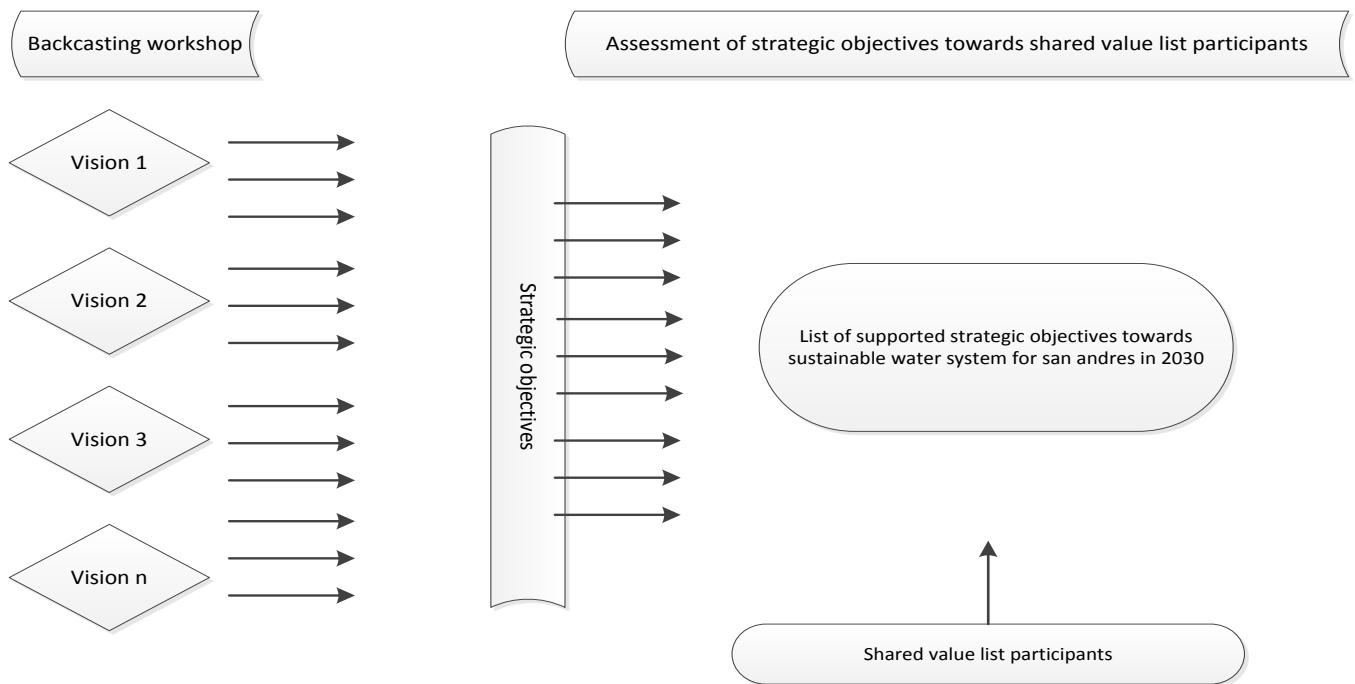 Backcasting workshop
Assessment of strategic objectives towards shared value list participants
Vision 1
Vision 2
Vision 3
Vision n
Strategic objectives
List of supported strategic objectives towards
sustainable water system for san andres in 2030
Shared value list participants